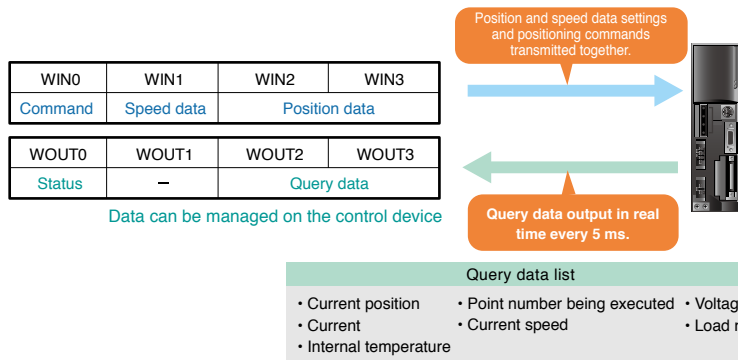 Position and speed data settings
and positioning commands
transmitted together.
WIN0 WIN1 WIN2 WIN3
Command Speed data Position data
WOUT0 WOUT1 WOUT2 WOUT3
Status – Query data
Data can be managed on the control device
Query data output in real
time every 5 ms.
Query data list
• Current position • Point number being executed •
• Current • Current speed • Load
• Internal temperature